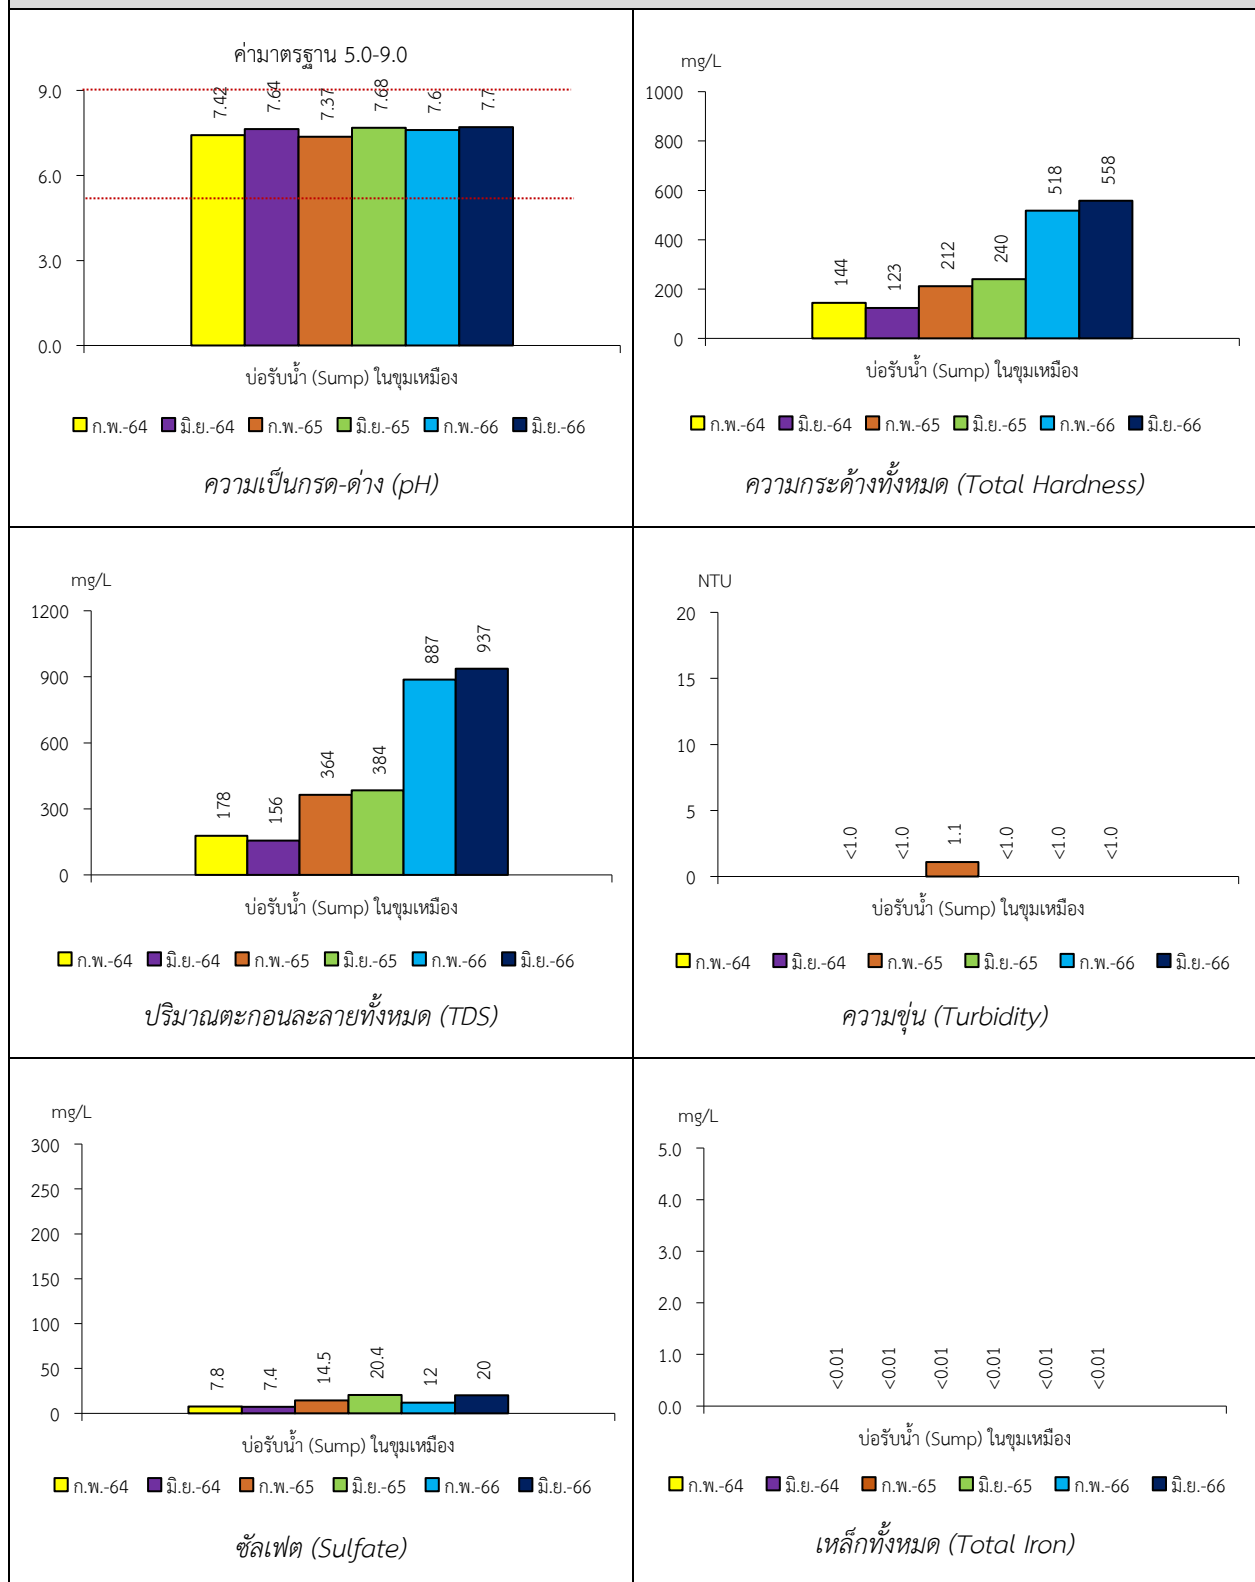 ค่ามาตรฐาน 5.0-9.0
9.0
6.0
3.0
0.0
7.42
7.64
7.37
7.68
7.6
7.7
บ่อรับน้ำ (Sump) ในขุมเหมือง
ก.พ.-64 มิ.ย.-64 ก.พ.-65 มิ.ย.-65 ก.พ.-66 มิ.ย.-66
ความเป็นกรด-ด่าง (pH)
mg/L
1000
800
600
400
200
0
144
123
212
240
518
558
บ่อรับน้ำ (Sump) ในขุมเหมือง
ก.พ.-64 มิ.ย.-64 ก.พ.-65 มิ.ย.-65 ก.พ.-66 มิ.ย.-66
ความกระด้างทั้งหมด (Total Hardness)
mg/L
1200
900
600
300
0
178
156
364
384
887
937
บ่อรับน้ำ (Sump) ในขุมเหมือง
ก.พ.-64 มิ.ย.-64 ก.พ.-65 มิ.ย.-65 ก.พ.-66 มิ.ย.-66
ปริมาณตะกอนละลายทั้งหมด (TDS)
NTU
20
15
10
5
0
<1.0
<1.0
1.1
<1.0
<1.0
<1.0
บ่อรับน้ำ (Sump) ในขุมเหมือง
ก.พ.-64 มิ.ย.-64 ก.พ.-65 มิ.ย.-65 ก.พ.-66 มิ.ย.-66
ความขุ่น (Turbidity)
mg/L
300
250
200
150
100
50
0
7.8
7.4
14.5
20.4
12
20
บ่อรับน้ำ (Sump) ในขุมเหมือง
ก.พ.-64 มิ.ย.-64 ก.พ.-65 มิ.ย.-65 ก.พ.-66 มิ.ย.-66
ซัลเฟต (Sulfate)
mg/L
5.0
4.0
3.0
2.0
1.0
0.0
<0.01
<0.01
<0.01
<0.01
<0.01
<0.01
บ่อรับน้ำ (Sump) ในขุมเหมือง
ก.พ.-64 มิ.ย.-64 ก.พ.-65 มิ.ย.-65 ก.พ.-66 มิ.ย.-66
เหล็กทั้งหมด (Total Iron)